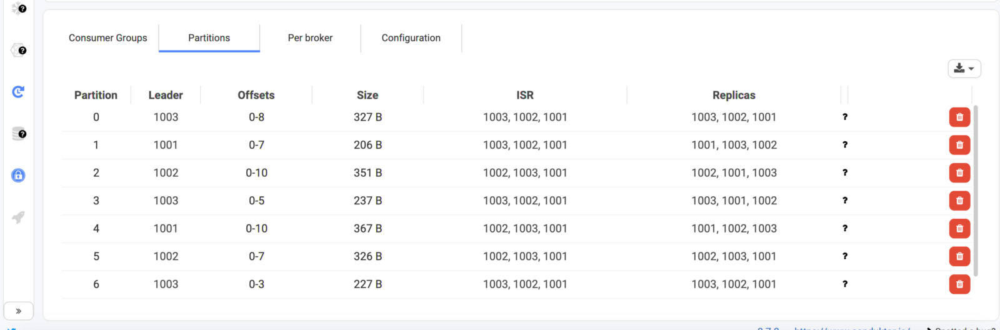 Consumer Groups Partitions Per broker Configuration
Partition Leader Offsets Size ISR Replicas
0 1003 0-8 327 B 1003, 1002, 1001 1003, 1002, 1001 ?
1 1001 0-7 206 B 1003, 1002, 1001 1001, 1003, 1002 ?
2 1002 0-10 351 B 1002, 1003, 1001 1002, 1001, 1003 ?
3 1003 0-5 237 B 1003, 1002, 1001 1003, 1001, 1002 ?
4 1001 0-10 367 B 1002, 1003, 1001 1001, 1002, 1003 ?
5 1002 0-7 326 B 1002, 1003, 1001 1002, 1003, 1001 ?
6 1003 0-3 227 B 1003, 1002, 1001 1003, 1002, 1001 ?